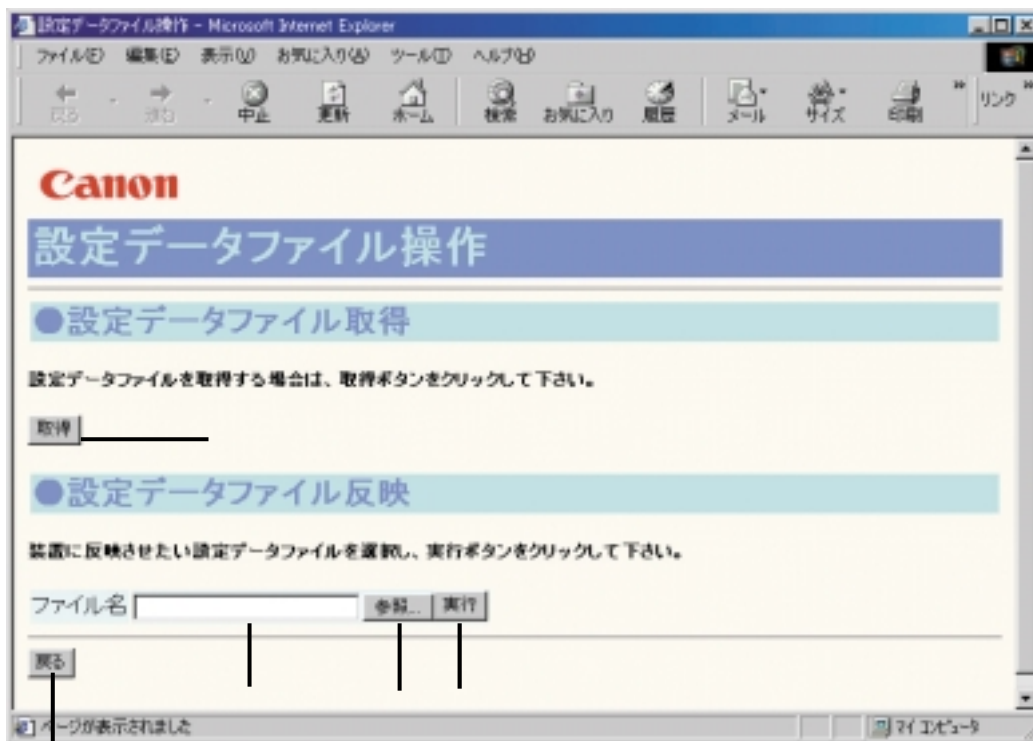 設定データファイル操作 - Microsoft Internet Explorer
ファイル(F) 編集(E) 表示(V) お気に入り(A) ツール(T) ヘルプ(H)
戻る 進む 中止 更新 ホーム 検索 お気に入り 履歴 メール サイズ 印刷 » リンク »
Canon
設定データファイル操作
●設定データファイル取得
設定データファイルを取得する場合は、取得ボタンをクリックして下さい。
取得
●設定データファイル反映
装置に反映させたい設定データファイルを選択し、実行ボタンをクリックして下さい。
ファイル名 参照... 実行
戻る
ページが表示されました マイ コンピュータ